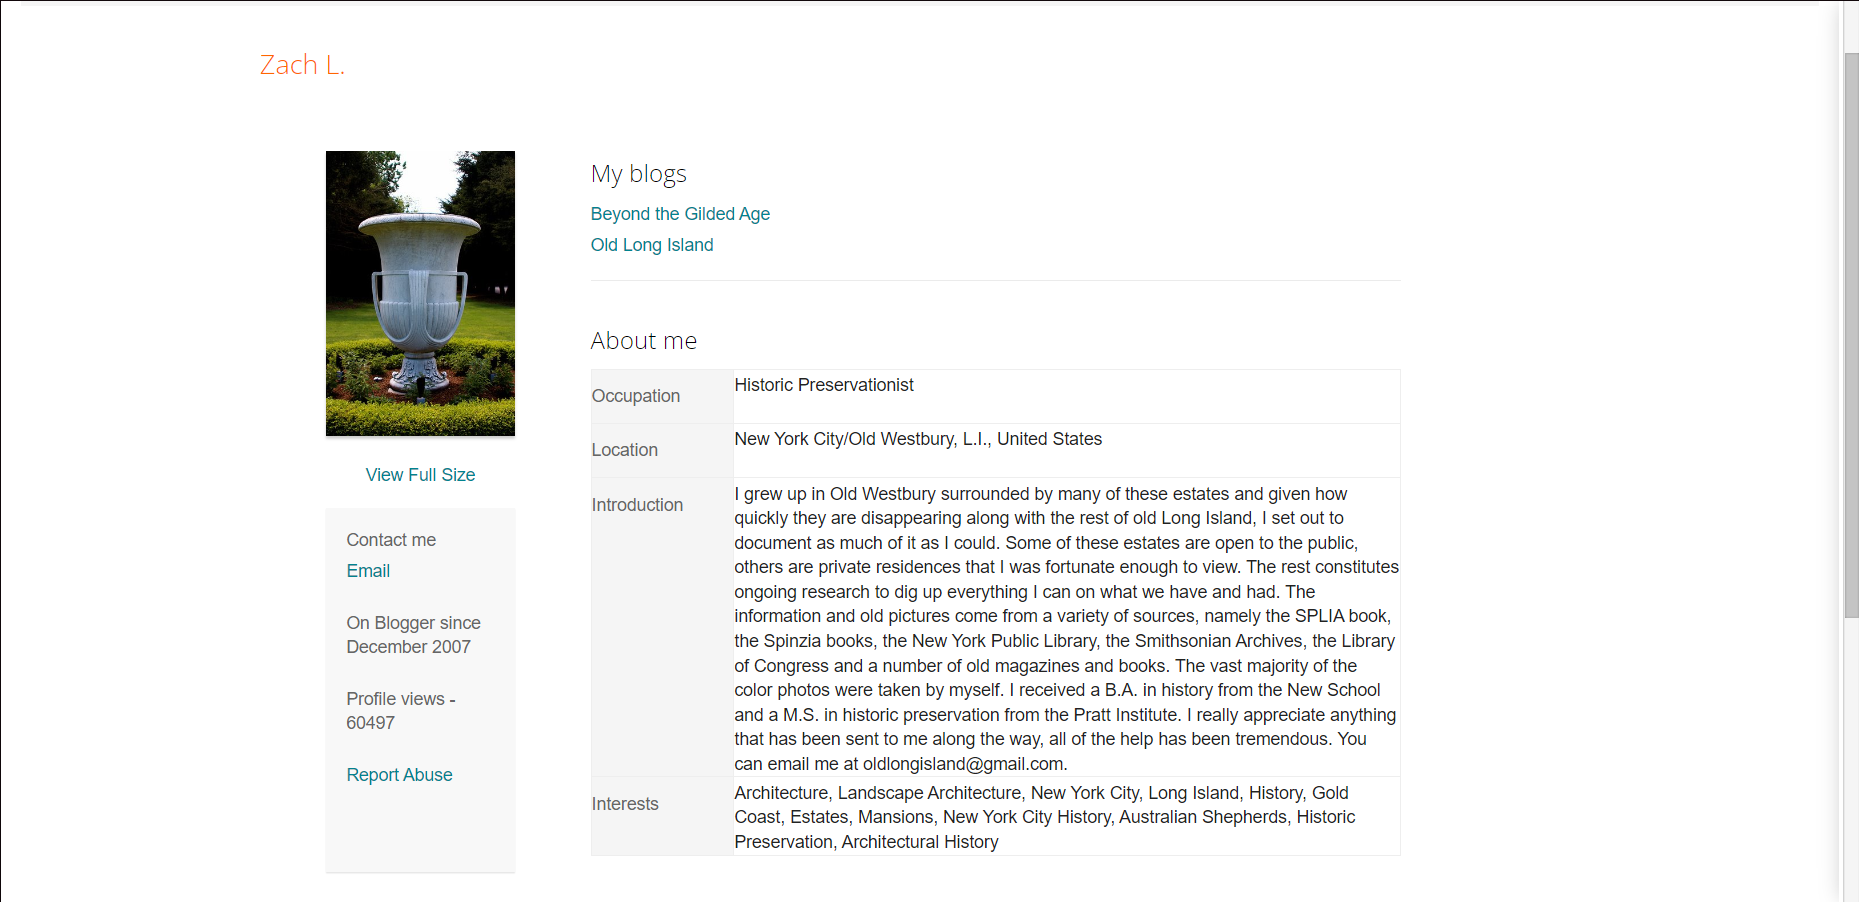 Zach L.
View Full Size
Contact me
Email
On Blogger since
December 2007
Profile views -
60497
Report Abuse
My blogs
Beyond the Gilded Age
Old Long Island
About me
Occupation
Historic Preservationist
Location
New York City/Old Westbury, L.I., United States
Introduction
I grew up in Old Westbury surrounded by many of these estates and given how
quickly they are disappearing along with the rest of old Long Island, I set out to
document as much of it as I could. Some of these estates are open to the public,
others are private residences that I was fortunate enough to view. The rest constitutes
ongoing research to dig up everything I can on what we have and had. The
information and old pictures come from a variety of sources, namely the SPLIA book,
the Spinzia books, the New York Public Library, the Smithsonian Archives, the Library
of Congress and a number of old magazines and books. The vast majority of the
color photos were taken by myself. I received a B.A. in history from the New School
and a M.S. in historic preservation from the Pratt Institute. I really appreciate anything
that has been sent to me along the way, all of the help has been tremendous. You
can email me at oldlongisland@gmail.com.
Interests
Architecture, Landscape Architecture, New York City, Long Island, History, Gold
Coast, Estates, Mansions, New York City History, Australian Shepherds, Historic
Preservation, Architectural History